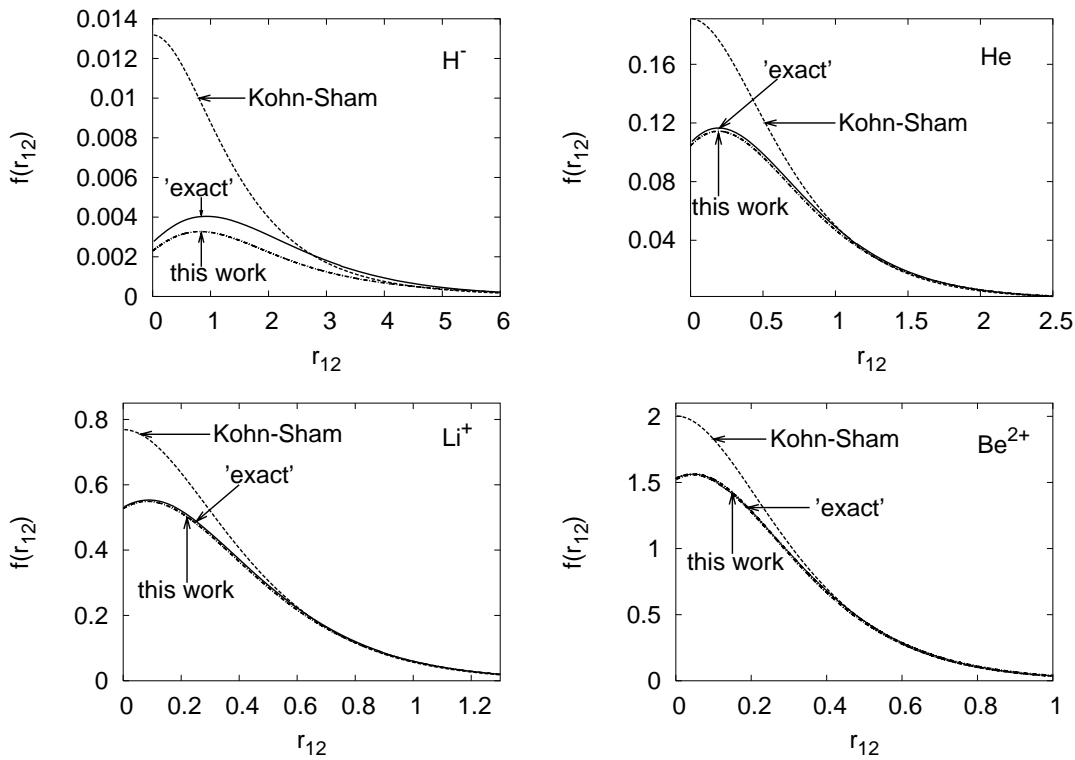 0.014
0.012
0.01
0.008
0.006
0.004
0.002
0
0 1 2 3 4 5 6
f(r12)
r12
H-
Kohn-Sham
'exact'
this work
0.16
0.12
0.08
0.04
0 0.5 1 1.5 2 2.5
f(r12)
r12
He
'exact'
Kohn-Sham
this work
0.8
0.6
0.4
0.2
0
0 0.2 0.4 0.6 0.8 1 1.2
f(r12)
r12
Li+
Kohn-Sham
'exact'
this work
2
1.5
1
0.5
0
0 0.2 0.4 0.6 0.8 1
f(r12)
r12
Be2+
Kohn-Sham
'exact'
this work